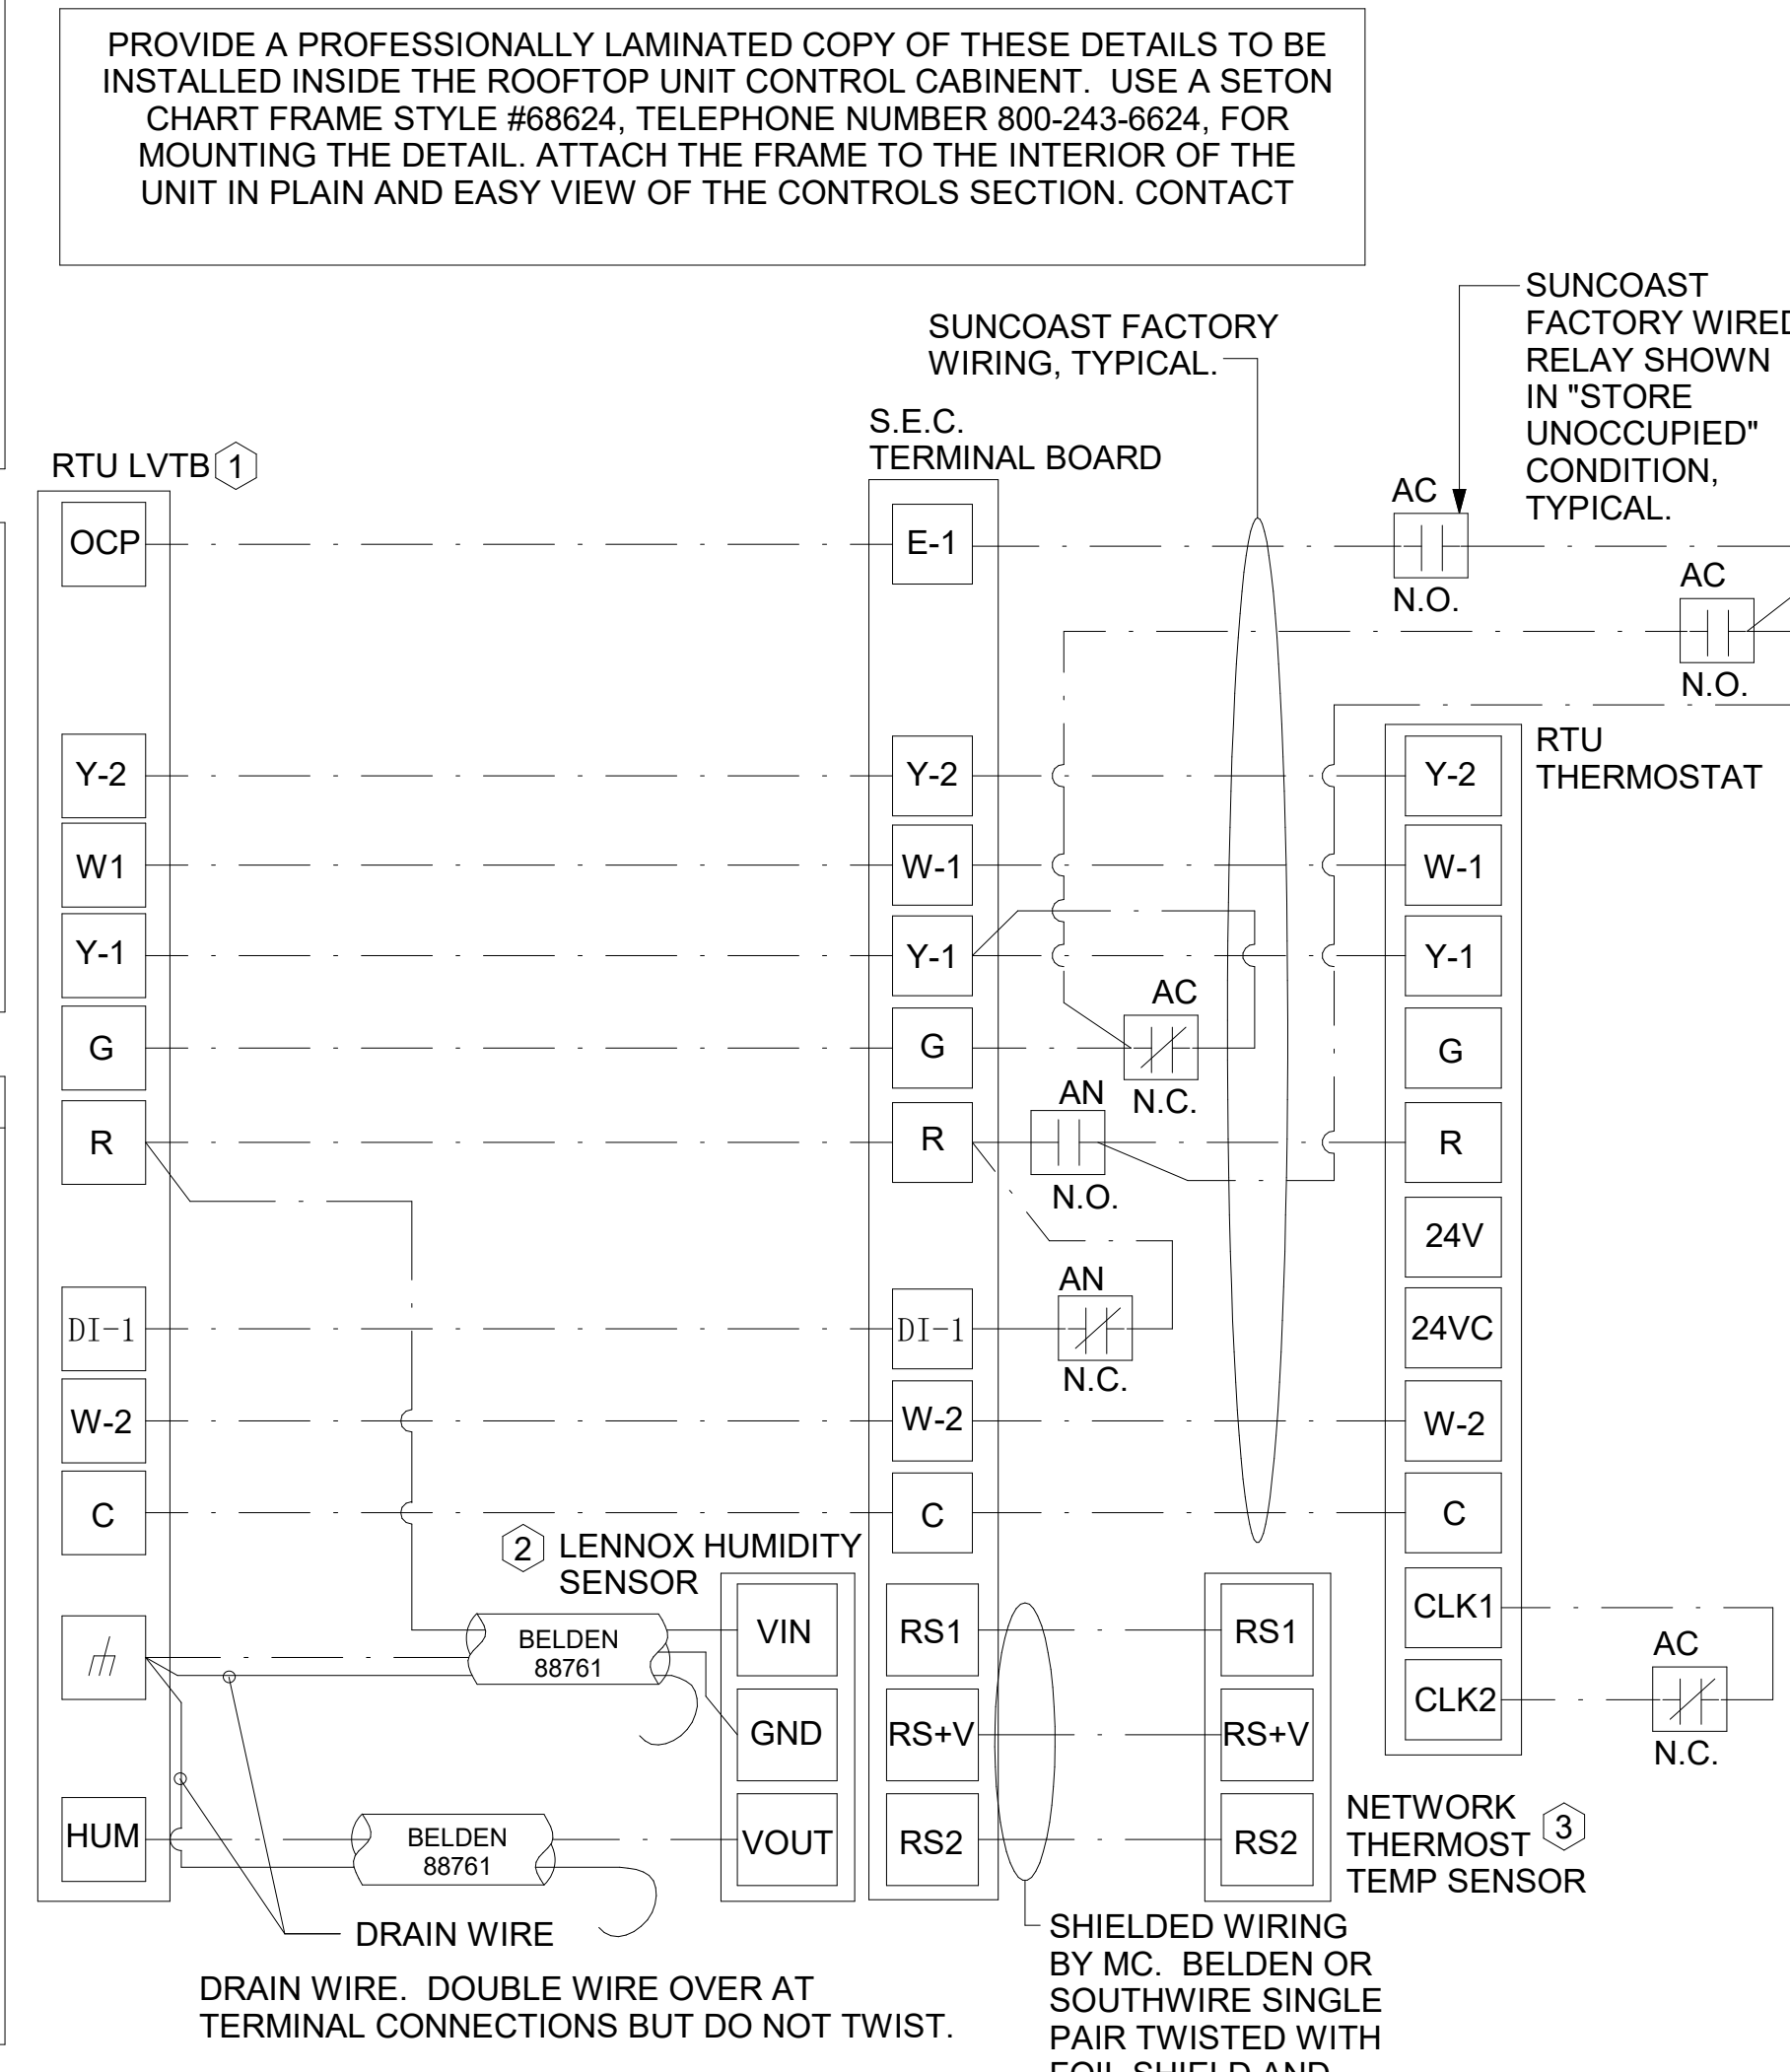 PROVIDE A PROFESSIONALLY LAMINATED COPY OF THESE DETAILS TO BE
INSTALLED INSIDE THE ROOFTOP UNIT CONTROL CABINENT. USE A SETON
CHART FRAME STYLE #68624, TELEPHONE NUMBER 800-243-6624, FOR
MOUNTING THE DETAIL. ATTACH THE FRAME TO THE INTERIOR OF THE
UNIT IN PLAIN AND EASY VIEW OF THE CONTROLS SECTION. CONTACT
SUNCOAST FACTORY
WIRING, TYPICAL.
SUNCOAST
FACTORY WIRED
RELAY SHOWN
IN "STORE
UNOCCUPIED"
CONDITION,
TYPICAL.
RTU LVTB 1
OCP
Y-2
W1
Y-1
G
R
DI-1
W-2
C
HUM
S.E.C.
TERMINAL BOARD
E-1
Y-2
W-1
Y-1
G
R
DI-1
W-2
C
RS1
RS+V
RS2
AC
N.O.
AC
N.O.
AC
N.C.
AN
N.O.
AN
N.C.
RTU
THERMOSTAT
Y-2
W-1
Y-1
G
R
24V
24VC
W-2
C
CLK1
CLK2
AC
N.C.
2 LENNOX HUMIDITY
SENSOR
VIN
GND
VOUT
BELDEN
88761
BELDEN
88761
RS1
RS+V
RS2
NETWORK
THERMOST 3
TEMP SENSOR
DRAIN WIRE
DRAIN WIRE. DOUBLE WIRE OVER AT
TERMINAL CONNECTIONS BUT DO NOT TWIST.
SHIELDED WIRING
BY MC. BELDEN OR
SOUTHWIRE SINGLE
PAIR TWISTED WITH
FOIL SHIELD AND